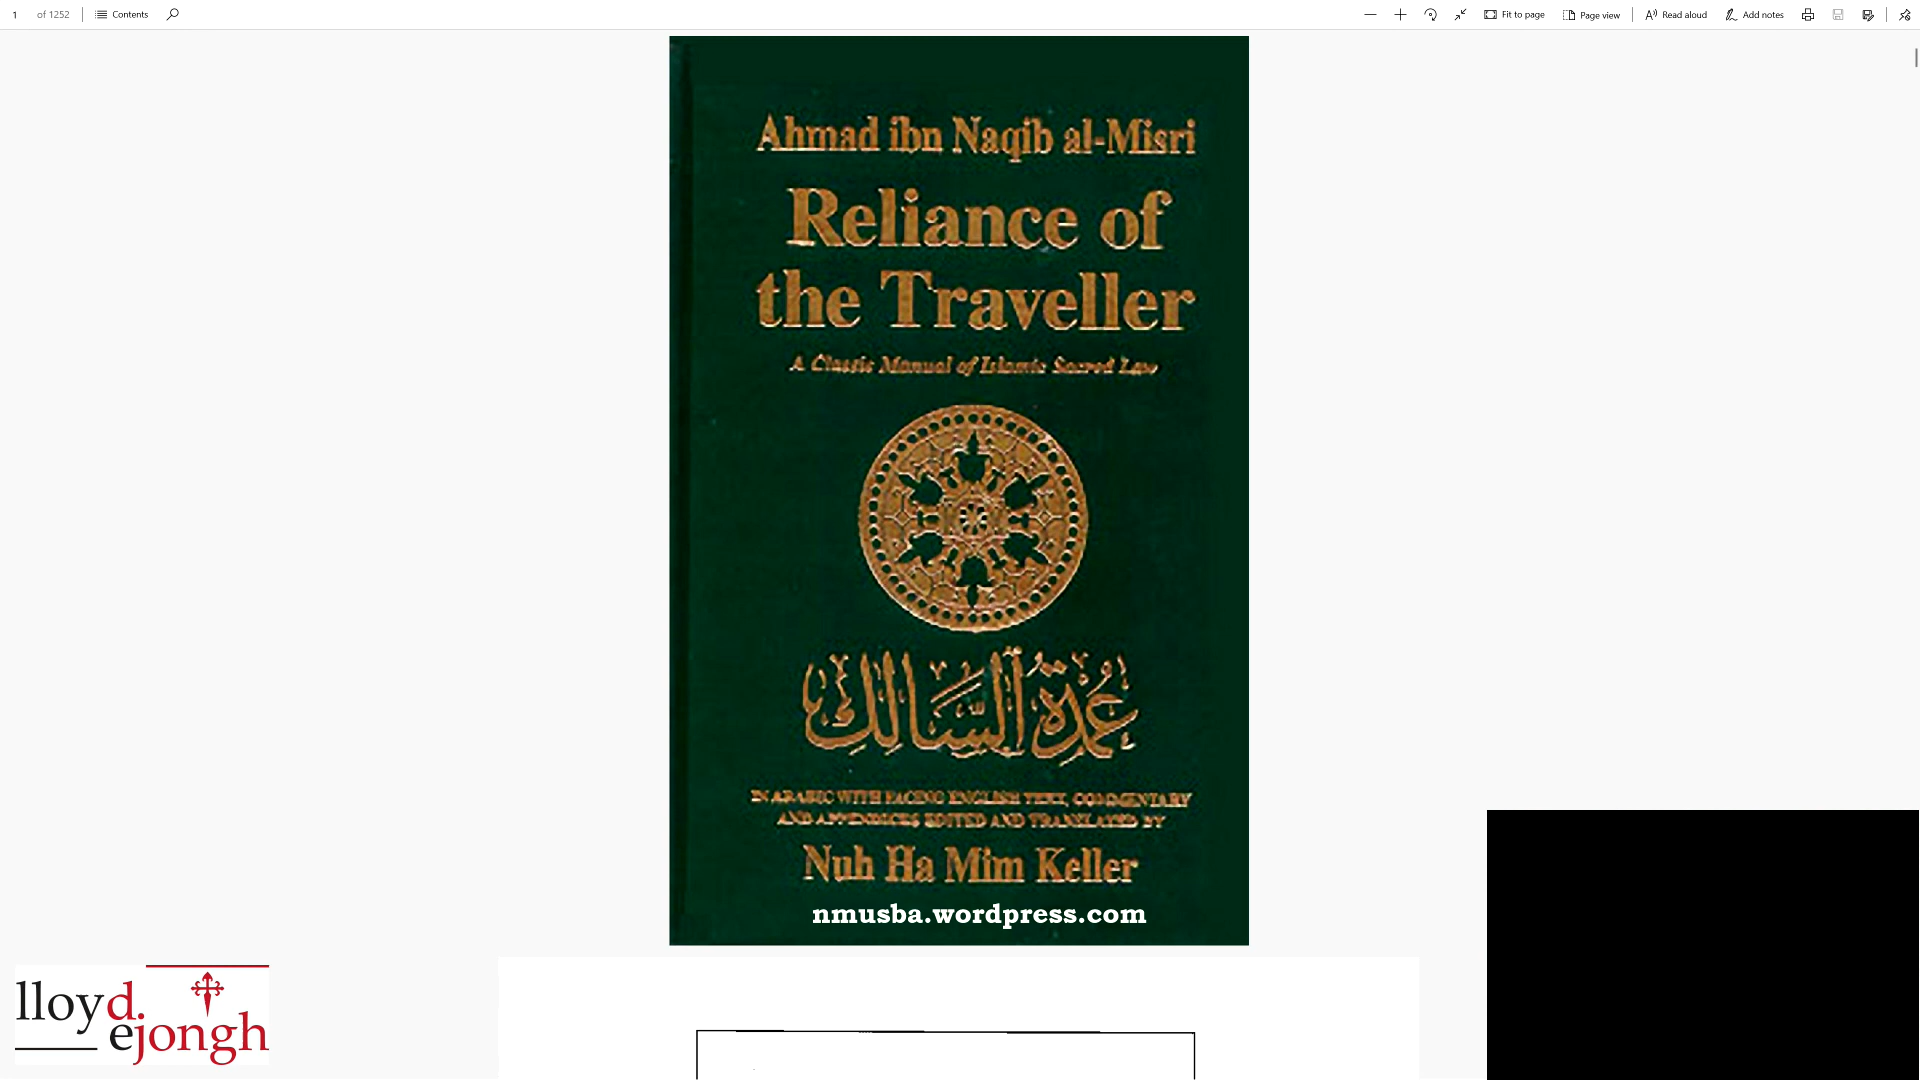 1 of 1252 Contents Fit to page Page view Read aloud Add notes
Ahmad ibn Naqib al-Misri
Reliance of
the Traveller
A Classic Manual of Islamic Sacred Law
عُمْدَةُ السَّالِك
IN ARABIC WITH FACING ENGLISH TEXT, COMMENTARY
AND APPENDICES EDITED AND TRANSLATED BY
Nuh Ha Mim Keller
nmusba.wordpress.com
lloyd.
ejongh